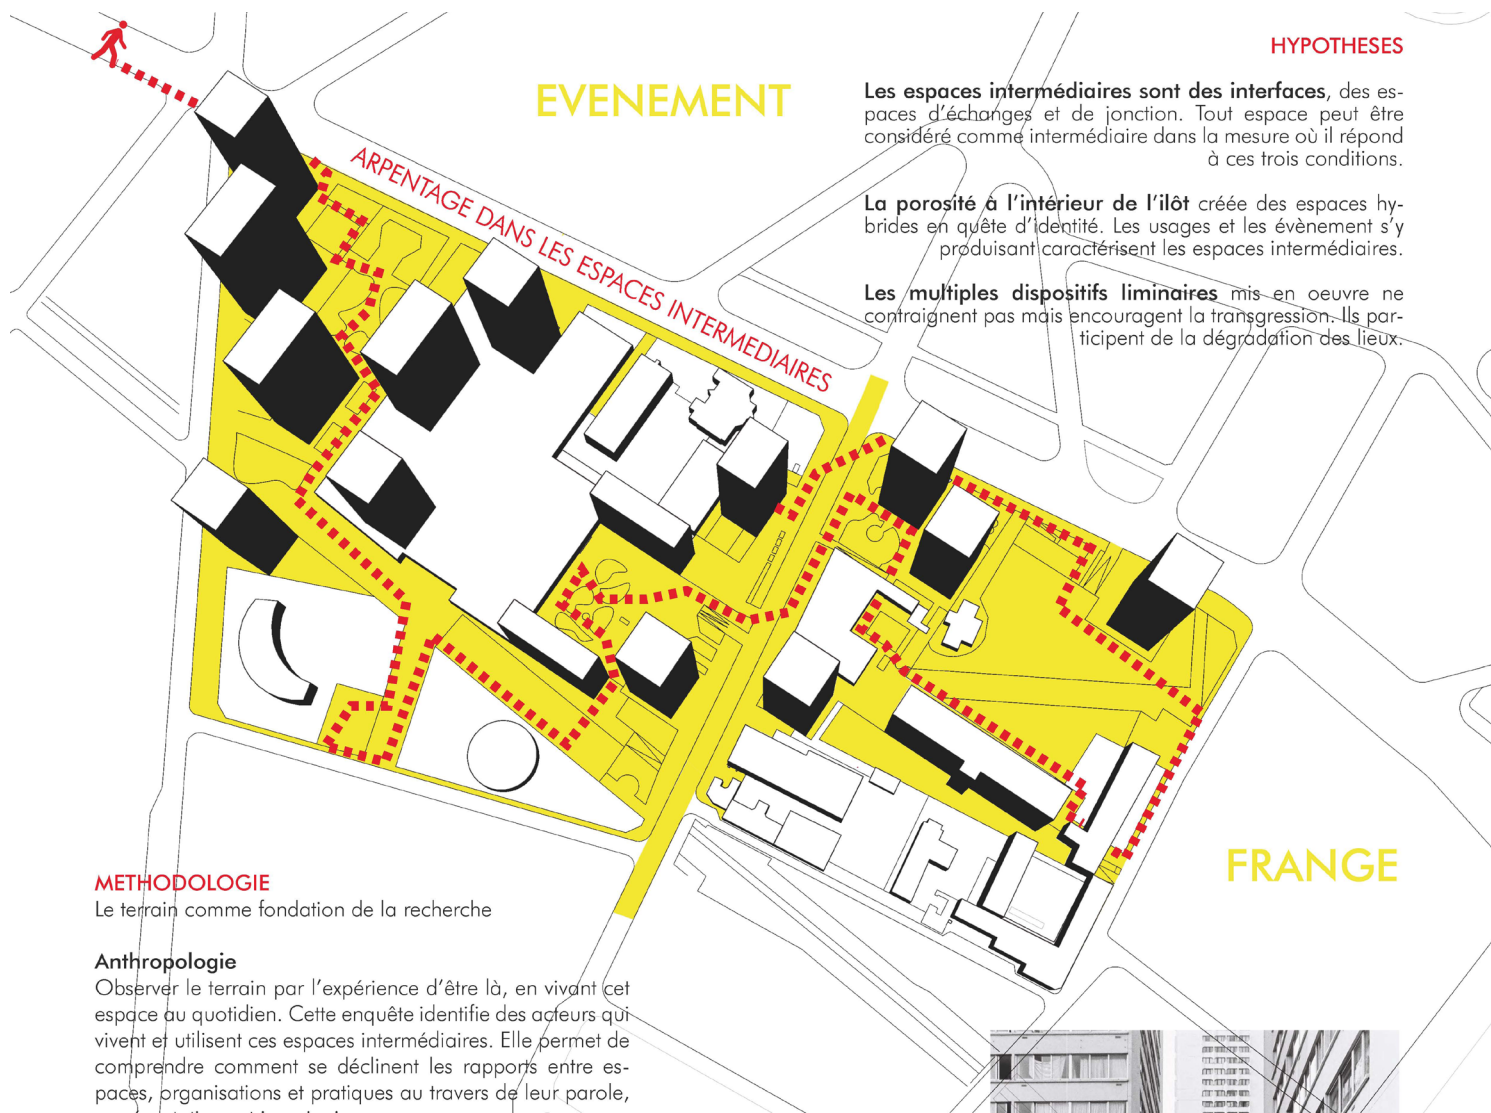 EVENEMENT
ARPENTAGE DANS LES ESPACES INTERMEDIAIRES
HYPOTHESES
Les espaces intermédiaires sont des interfaces, des es-
paces d'échanges et de jonction. Tout espace peut être
considéré comme intermédiaire dans la mesure où il répond
à ces trois conditions.
La porosité à l'intérieur de l'ilôt créée des espaces hy-
brides en quête d'identité. Les usages et les évènement s'y
produisant caractérisent les espaces intermédiaires.
Les multiples dispositifs liminaires mis en oeuvre ne
contraignent pas mais encouragent la transgression. Ils par-
ticipent de la dégradation des lieux.
FRANGE
METHODOLOGIE
Le terrain comme fondation de la recherche
Anthropologie
Observer le terrain par l'expérience d'être là, en vivant cet
espace au quotidien. Cette enquête identifie des acteurs qui
vivent et utilisent ces espaces intermédiaires. Elle permet de
comprendre comment se déclinent les rapports entre es-
paces, organisations et pratiques au travers de leur parole,